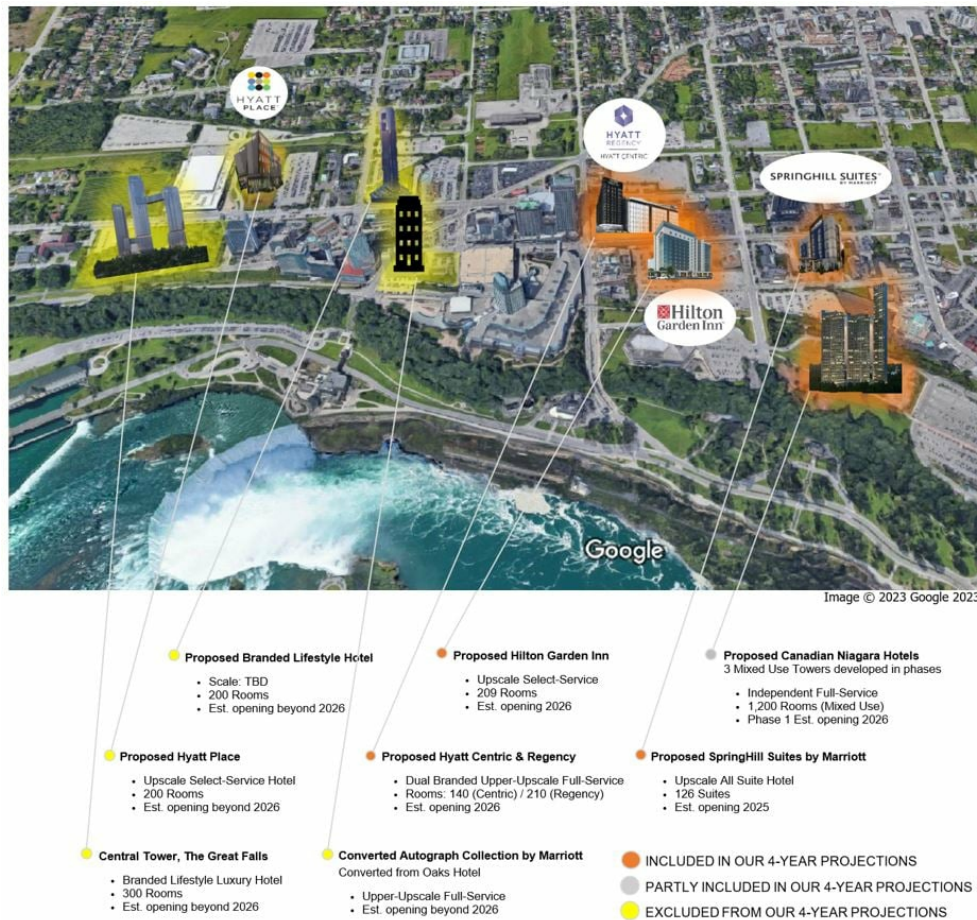 HYATT
PLACE
HYATT
REGENCY
HYATT CENTRIC
SPRINGHILL SUITES
BY MARRIOTT
Hilton
Garden Inn
Google
Image © 2023 Google 2023
Proposed Branded Lifestyle Hotel
• Scale: TBD
• 200 Rooms
• Est. opening beyond 2026
Proposed Hilton Garden Inn
• Upscale Select-Service
• 209 Rooms
• Est. opening 2026
Proposed Canadian Niagara Hotels
3 Mixed Use Towers developed in phases
• Independent Full-Service
• 1,200 Rooms (Mixed Use)
• Phase 1 Est. opening 2026
Proposed Hyatt Place
• Upscale Select-Service Hotel
• 200 Rooms
• Est. opening beyond 2026
Proposed Hyatt Centric & Regency
• Dual Branded Upper-Upscale Full-Service
• Rooms: 140 (Centric) / 210 (Regency)
• Est. opening 2026
Proposed SpringHill Suites by Marriott
• Upscale All Suite Hotel
• 126 Suites
• Est. opening 2025
Central Tower, The Great Falls
• Branded Lifestyle Luxury Hotel
• 300 Rooms
• Est. opening beyond 2026
Converted Autograph Collection by Marriott
Converted from Oaks Hotel
• Upper-Upscale Full-Service
• Est. opening beyond 2026
INCLUDED IN OUR 4-YEAR PROJECTIONS
PARTLY INCLUDED IN OUR 4-YEAR PROJECTIONS
EXCLUDED FROM OUR 4-YEAR PROJECTIONS